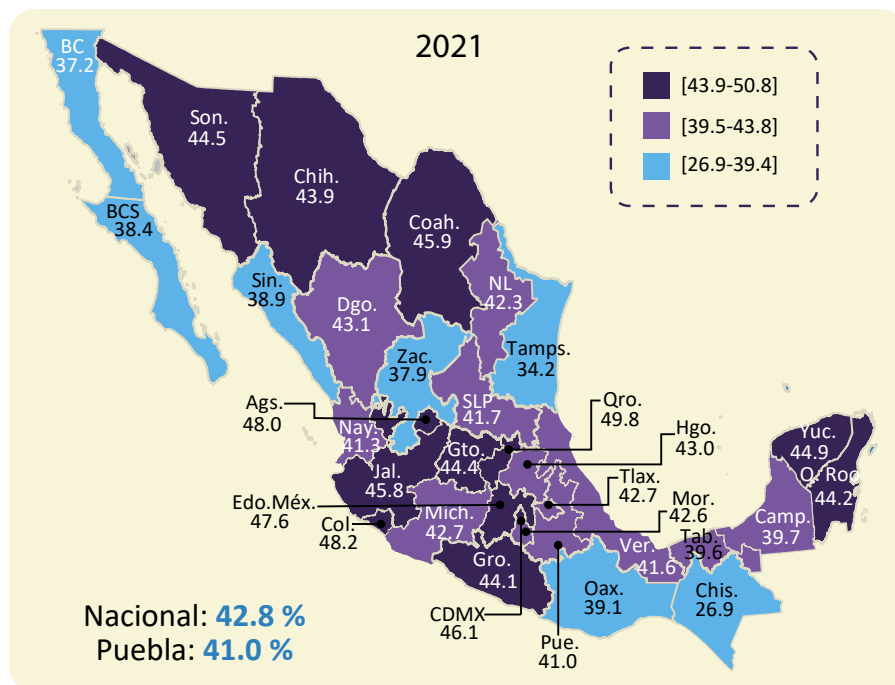 2021
[43.9-50.8]
[39.5-43.8]
[26.9-39.4]
BC
37.2
Son.
44.5
Chih.
43.9
BCS
38.4
Coah.
45.9
Sin.
38.9
NL
42.3
Dgo.
43.1
Tamps.
34.2
Zac.
37.9
Ags.
48.0
SLP
41.7
Qro.
49.8
Nay.
41.3
Hgo.
43.0
Gto.
44.4
Yuc.
44.9
Jal.
45.8
Tlax.
42.7
Q. Roo
44.2
Edo.Méx.
47.6
Mich.
42.7
Mor.
42.6
Col.
48.2
Camp.
39.7
Ver.
41.6
Tab.
39.6
Gro.
44.1
Oax.
39.1
Chis.
26.9
CDMX
46.1
Pue.
41.0
Nacional: 42.8 %
Puebla: 41.0 %